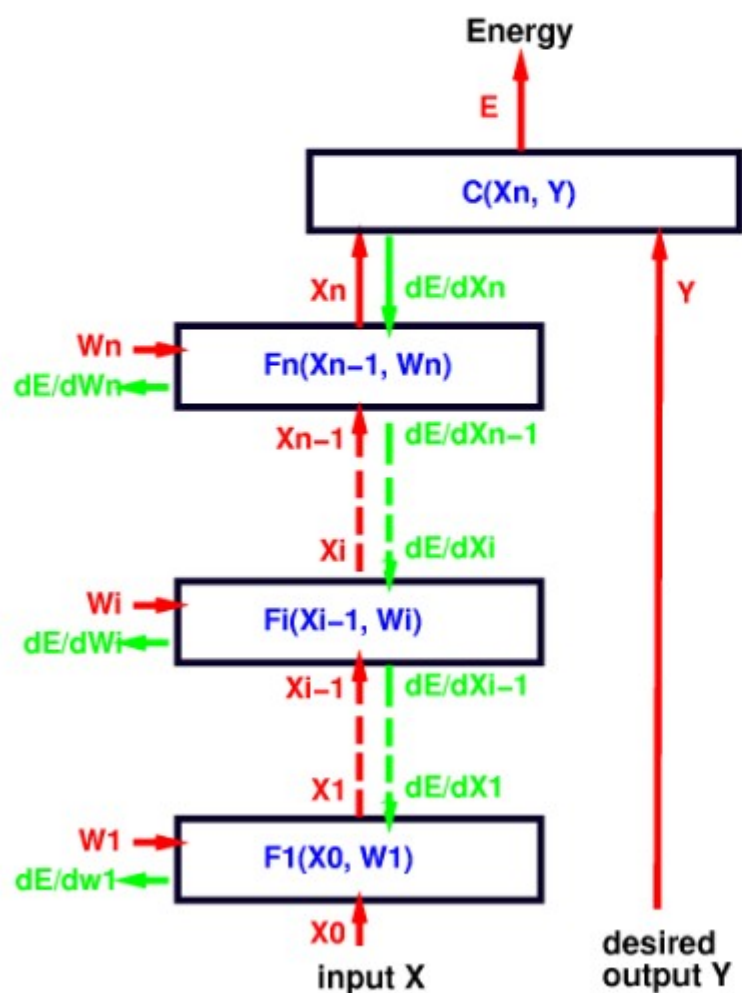 Energy
E
C(Xn, Y)
Xn
dE/dXn
Y
Wn
dE/dWn
Fn(Xn−1, Wn)
Xn−1
dE/dXn−1
Xi
dE/dXi
Wi
dE/dWi
Fi(Xi−1, Wi)
Xi−1
dE/dXi−1
X1
dE/dX1
W1
dE/dw1
F1(X0, W1)
X0
input X
desired
output Y